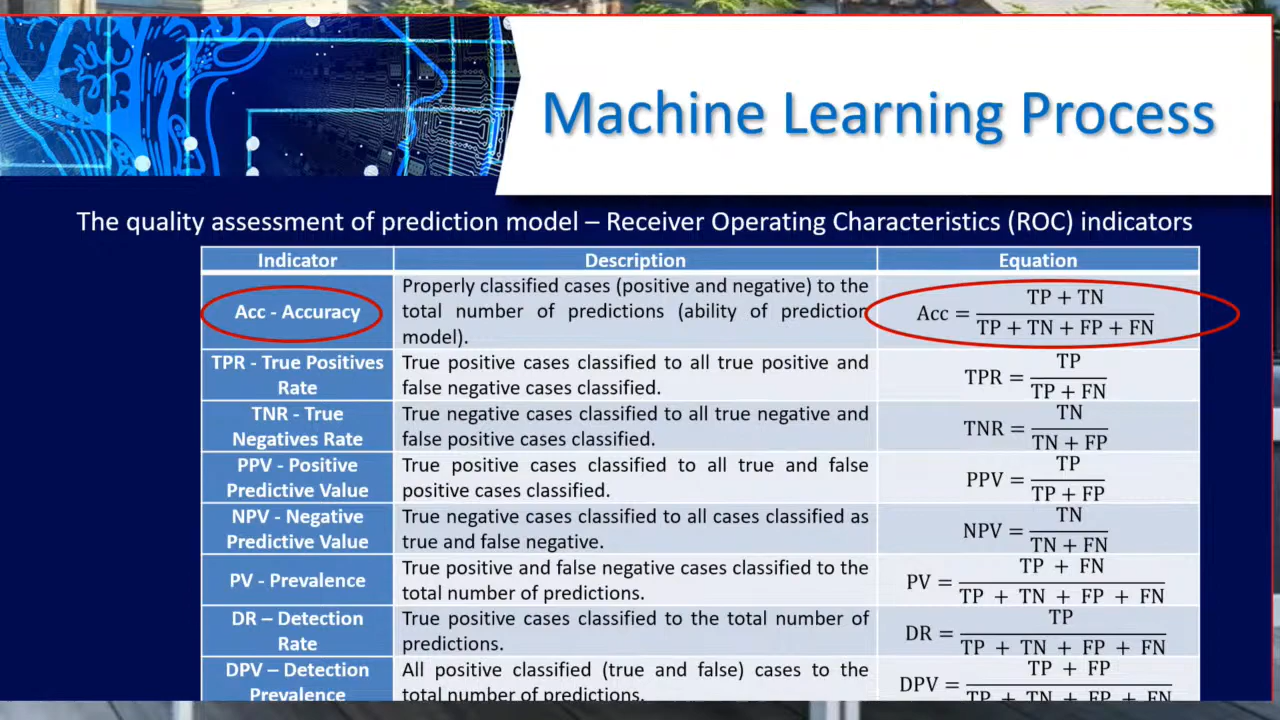 Machine Learning Process
The quality assessment of prediction model – Receiver Operating Characteristics (ROC) indicators
Indicator Description Equation
Acc - Accuracy
Properly classified cases (positive and negative) to the
total number of predictions (ability of prediction
model).
Acc = (TP + TN) / (TP + TN + FP + FN)
TPR - True Positives
Rate
True positive cases classified to all true positive and
false negative cases classified.
TPR = TP / (TP + FN)
TNR - True
Negatives Rate
True negative cases classified to all true negative and
false positive cases classified.
TNR = TN / (TN + FP)
PPV - Positive
Predictive Value
True positive cases classified to all true and false
positive cases classified.
PPV = TP / (TP + FP)
NPV - Negative
Predictive Value
True negative cases classified to all cases classified as
true and false negative.
NPV = TN / (TN + FN)
PV - Prevalence
True positive and false negative cases classified to the
total number of predictions.
PV = (TP + FN) / (TP + TN + FP + FN)
DR – Detection
Rate
True positive cases classified to the total number of
predictions.
DR = TP / (TP + TN + FP + FN)
DPV – Detection
Prevalence
All positive classified (true and false) cases to the
total number of predictions.
DPV = (TP + FP) / (TP + TN + FP + FN)